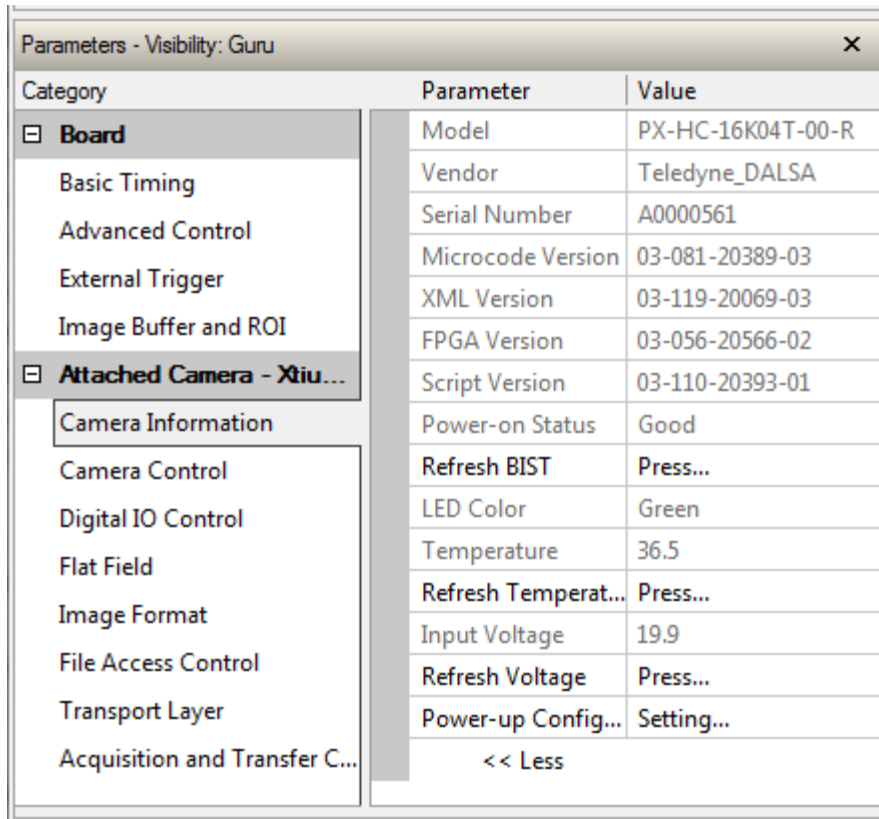 Parameters - Visibility: Guru
Category
Board
Basic Timing
Advanced Control
External Trigger
Image Buffer and ROI
Attached Camera - Xtiu...
Camera Information
Camera Control
Digital IO Control
Flat Field
Image Format
File Access Control
Transport Layer
Acquisition and Transfer C...
Parameter Value
Model PX-HC-16K04T-00-R
Vendor Teledyne_DALSA
Serial Number A0000561
Microcode Version 03-081-20389-03
XML Version 03-119-20069-03
FPGA Version 03-056-20566-02
Script Version 03-110-20393-01
Power-on Status Good
Refresh BIST Press...
LED Color Green
Temperature 36.5
Refresh Temperat... Press...
Input Voltage 19.9
Refresh Voltage Press...
Power-up Config... Setting...
<< Less